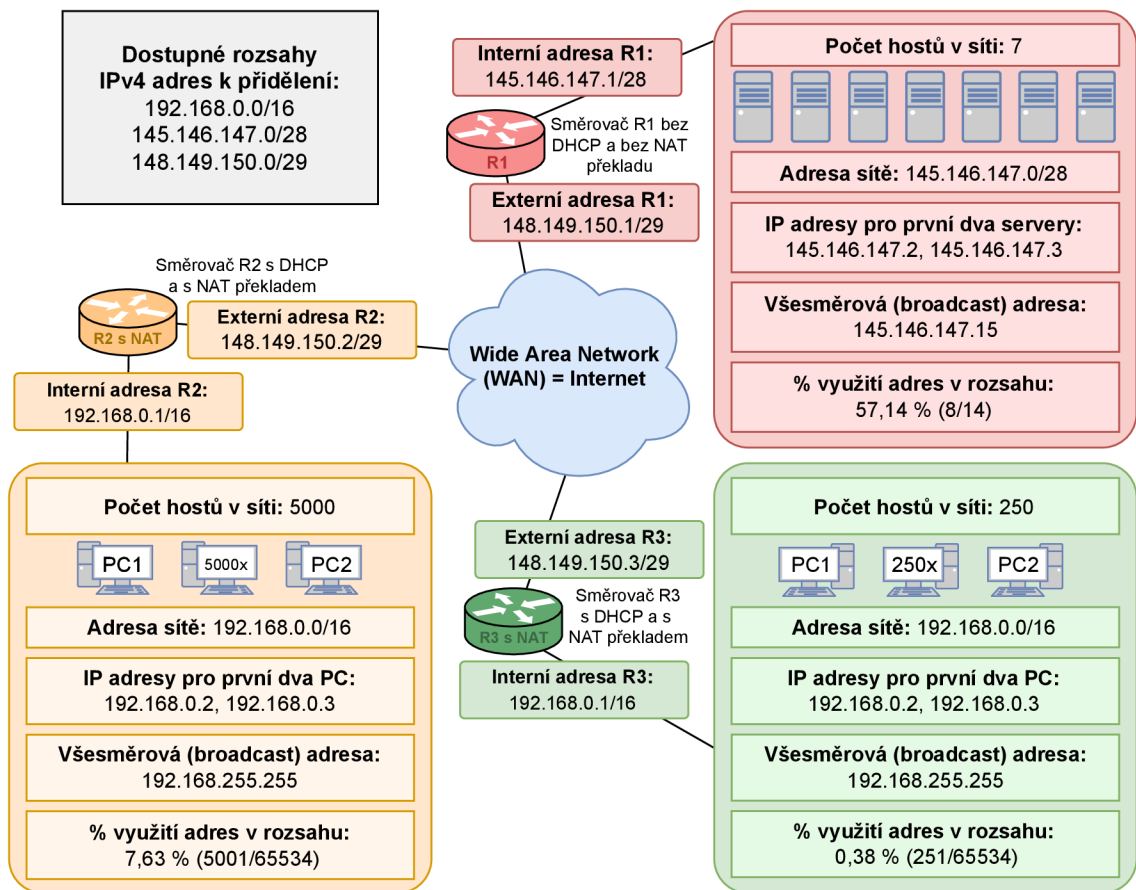 Dostupné rozsahy
IPv4 adres k přidělení:
192.168.0.0/16
145.146.147.0/28
148.149.150.0/29
Interní adresa R1:
145.146.147.1/28
R1
Směrovač R1 bez
DHCP a bez NAT
překladu
Externí adresa R1:
148.149.150.1/29
Počet hostů v síti: 7
Adresa sítě: 145.146.147.0/28
IP adresy pro první dva servery:
145.146.147.2, 145.146.147.3
Všesměrová (broadcast) adresa:
145.146.147.15
% využití adres v rozsahu:
57,14 % (8/14)
Směrovač R2 s DHCP
a s NAT překladem
R2 s NAT
Externí adresa R2:
148.149.150.2/29
Interní adresa R2:
192.168.0.1/16
Wide Area Network
(WAN) = Internet
Počet hostů v síti: 5000
PC1
5000x
PC2
Adresa sítě: 192.168.0.0/16
IP adresy pro první dva PC:
192.168.0.2, 192.168.0.3
Všesměrová (broadcast) adresa:
192.168.255.255
% využití adres v rozsahu:
7,63 % (5001/65534)
Externí adresa R3:
148.149.150.3/29
R3 s NAT
Směrovač R3
s DHCP a s
NAT překladem
Interní adresa R3:
192.168.0.1/16
Počet hostů v síti: 250
PC1
250x
PC2
Adresa sítě: 192.168.0.0/16
IP adresy pro první dva PC:
192.168.0.2, 192.168.0.3
Všesměrová (broadcast) adresa:
192.168.255.255
% využití adres v rozsahu:
0,38 % (251/65534)